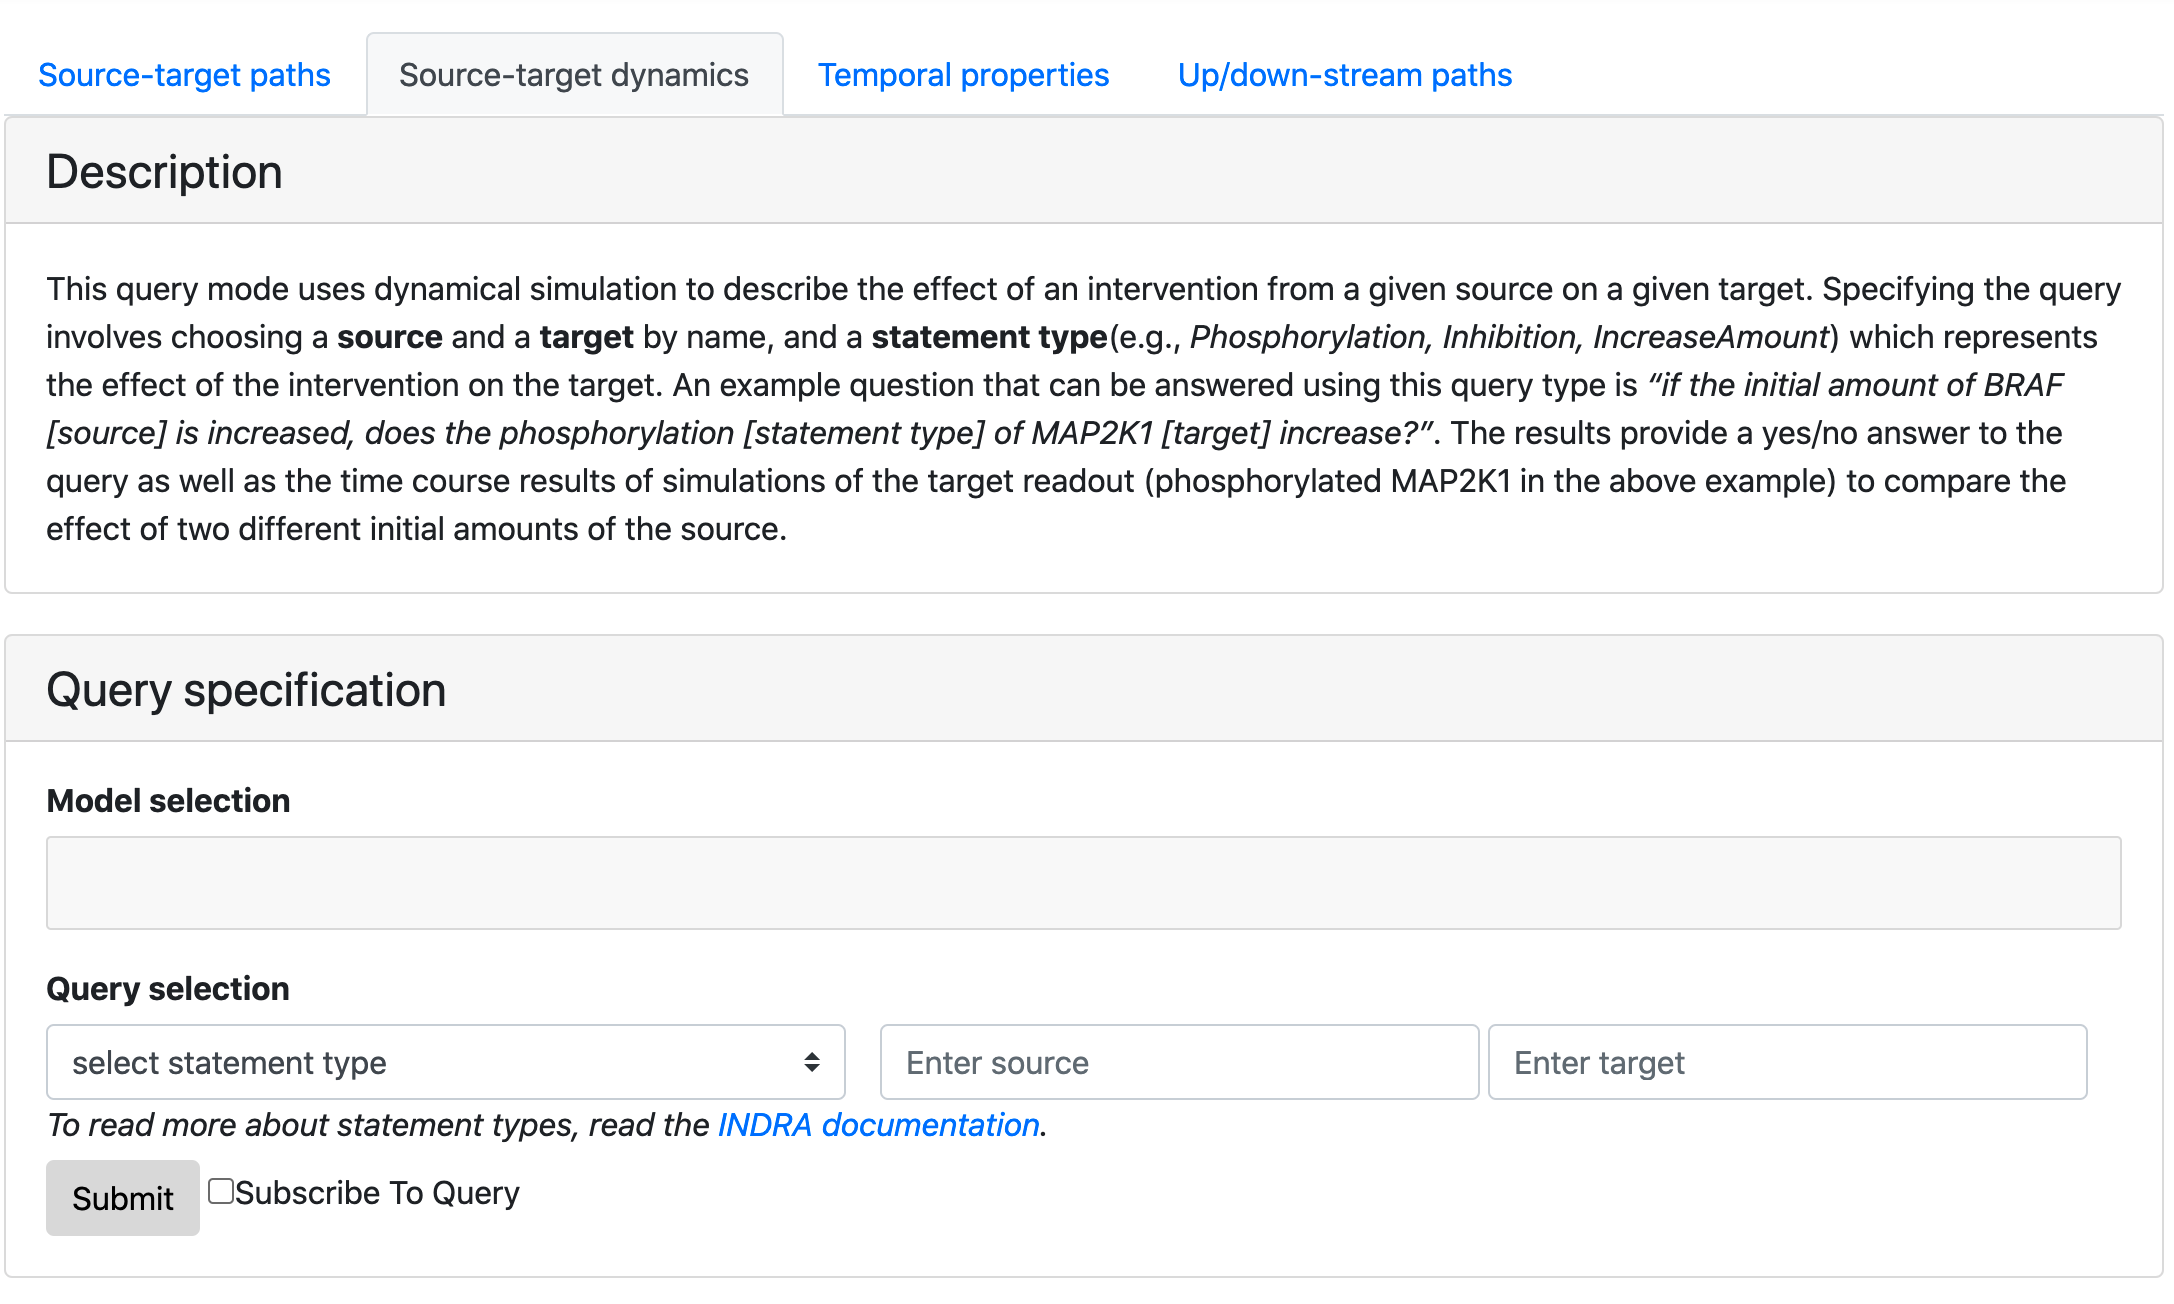 Source-target paths Source-target dynamics Temporal properties Up/down-stream paths
Description
This query mode uses dynamical simulation to describe the effect of an intervention from a given source on a given target. Specifying the query
involves choosing a source and a target by name, and a statement type(e.g., Phosphorylation, Inhibition, IncreaseAmount) which represents
the effect of the intervention on the target. An example question that can be answered using this query type is “if the initial amount of BRAF
[source] is increased, does the phosphorylation [statement type] of MAP2K1 [target] increase?”. The results provide a yes/no answer to the
query as well as the time course results of simulations of the target readout (phosphorylated MAP2K1 in the above example) to compare the
effect of two different initial amounts of the source.
Query specification
Model selection
Query selection
select statement type Enter source Enter target
To read more about statement types, read the INDRA documentation.
Submit Subscribe To Query